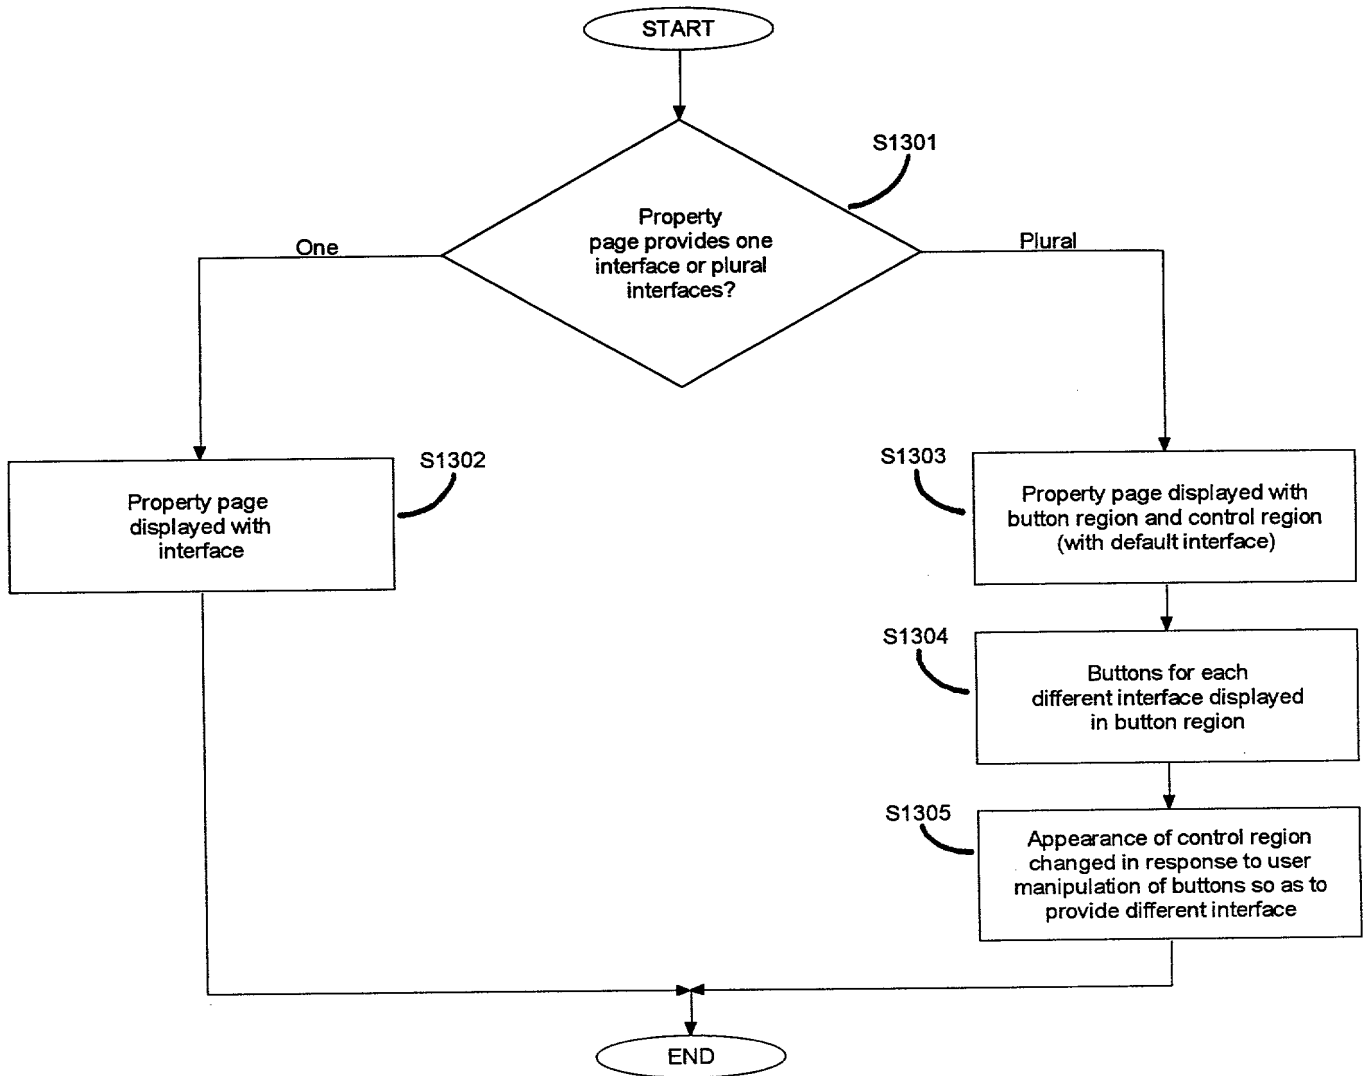 START
S1301
Property
page provides one
interface or plural
interfaces?
One
Plural
S1302
Property page
displayed with
interface
S1303
Property page displayed with
button region and control region
(with default interface)
S1304
Buttons for each
different interface displayed
in button region
S1305
Appearance of control region
changed in response to user
manipulation of buttons so as to
provide different interface
END